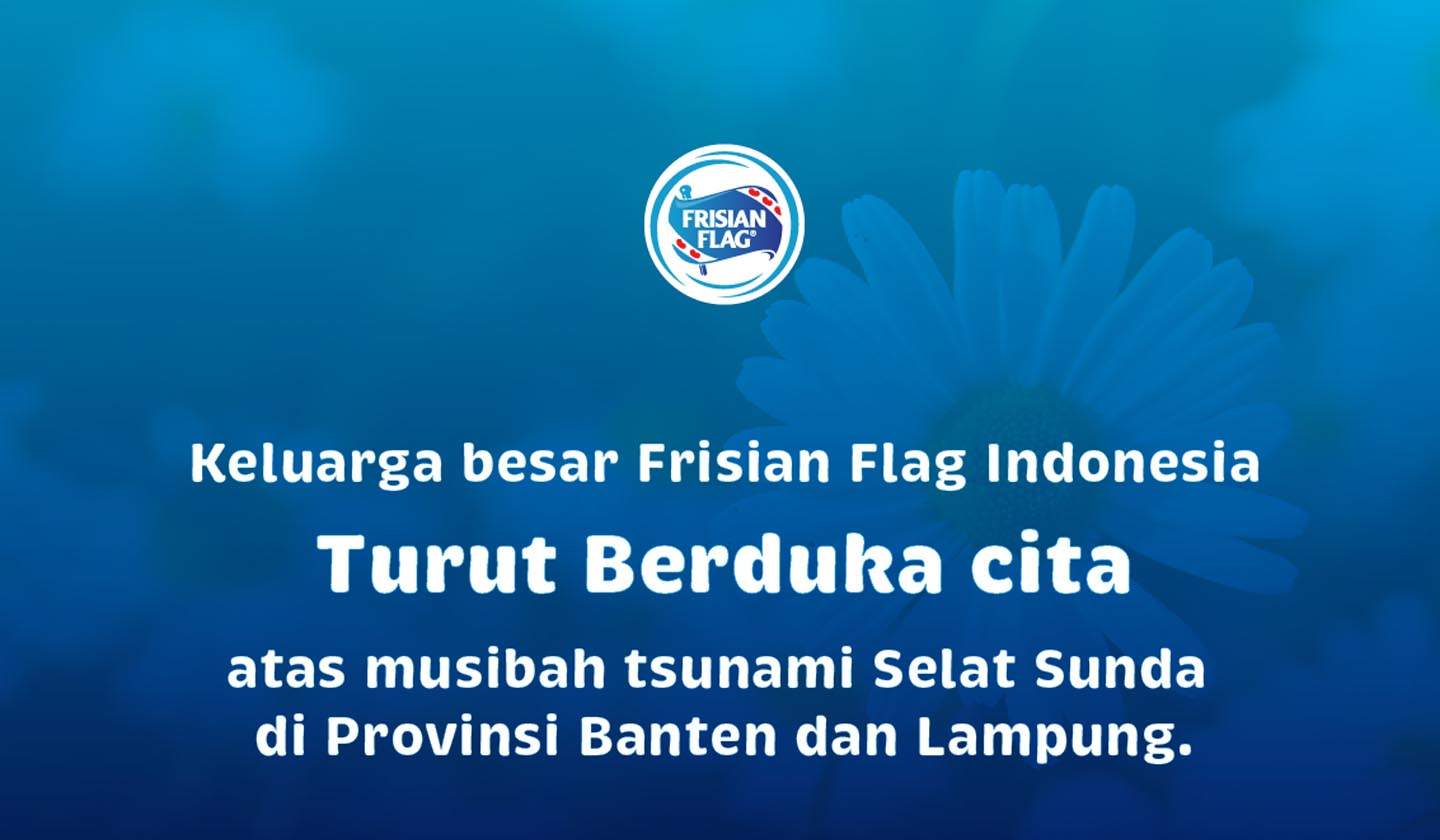 FRISIAN
FLAG®
Keluarga besar Frisian Flag Indonesia
Turut Berduka cita
atas musibah tsunami Selat Sunda
di Provinsi Banten dan Lampung.